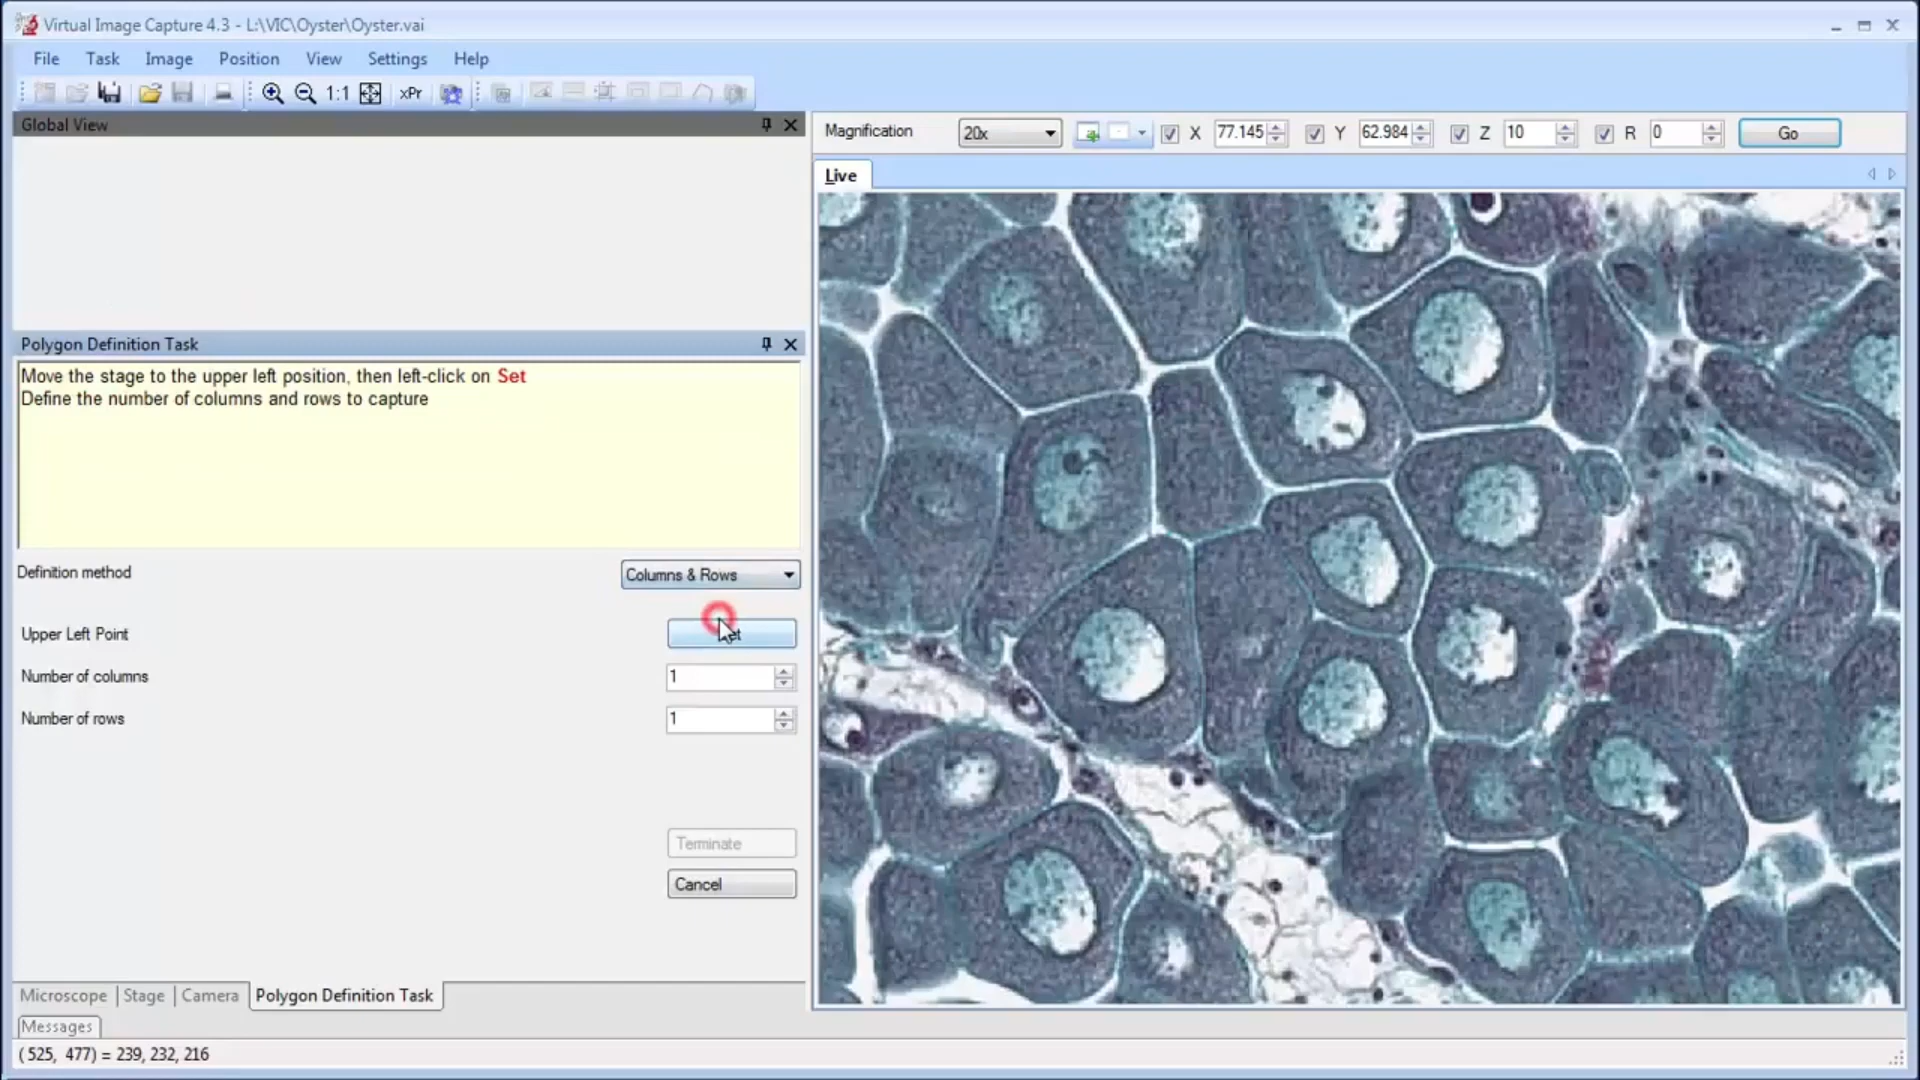 Virtual Image Capture 4.3 - L:\VIC\Oyster\Oyster.vai
File Task Image Position View Settings Help
1:1 xPr
Global View
Magnification 20x X 77.145 Y 62.984 Z 10 R 0 Go
Live
Polygon Definition Task
Move the stage to the upper left position, then left-click on Set
Define the number of columns and rows to capture
Definition method Columns & Rows
Upper Left Point
Number of columns 1
Number of rows 1
Terminate
Cancel
Microscope Stage Camera Polygon Definition Task
Messages
(525, 477) = 239, 232, 216